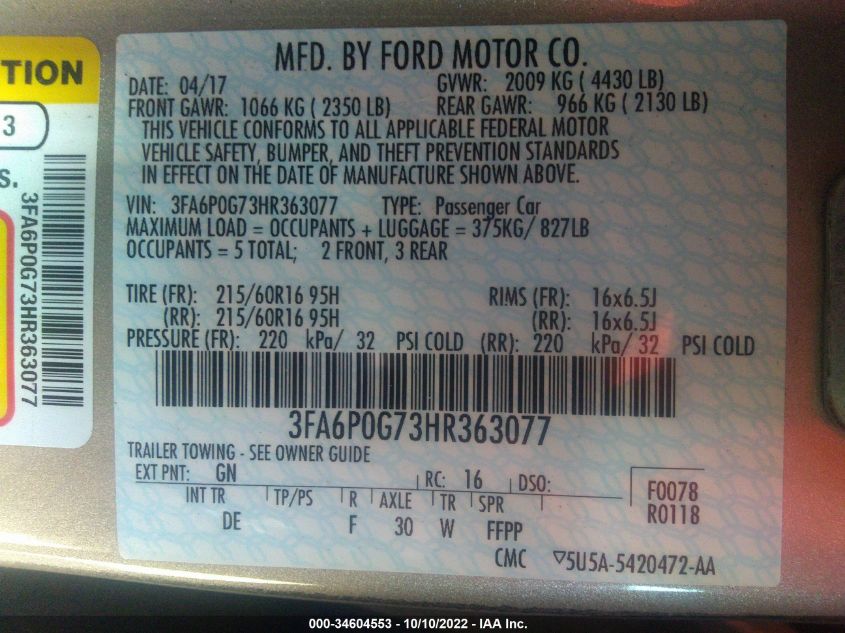 TION
3
S.
3FA6P0G73HR363077
MFD. BY FORD MOTOR CO.
DATE: 04/17 GVWR: 2009 KG ( 4430 LB)
FRONT GAWR: 1066 KG ( 2350 LB) REAR GAWR: 966 KG ( 2130 LB)
THIS VEHICLE CONFORMS TO ALL APPLICABLE FEDERAL MOTOR
VEHICLE SAFETY, BUMPER, AND THEFT PREVENTION STANDARDS
IN EFFECT ON THE DATE OF MANUFACTURE SHOWN ABOVE.
VIN: 3FA6P0G73HR363077 TYPE: Passenger Car
MAXIMUM LOAD = OCCUPANTS + LUGGAGE = 375KG/ 827LB
OCCUPANTS = 5 TOTAL; 2 FRONT, 3 REAR
TIRE (FR): 215/60R16 95H RIMS (FR): 16x6.5J
(RR): 215/60R16 95H (RR): 16x6.5J
PRESSURE (FR): 220 kPa/ 32 PSI COLD (RR): 220 kPa/ 32 PSI COLD
3FA6P0G73HR363077
TRAILER TOWING - SEE OWNER GUIDE
EXT PNT: GN RC: 16 DSO: F0078
INT TR TP/PS R AXLE TR SPR R0118
DE F 30 W FFPP
CMC ▽5U5A-5420472-AA
000-34604553 - 10/10/2022 - IAA Inc.